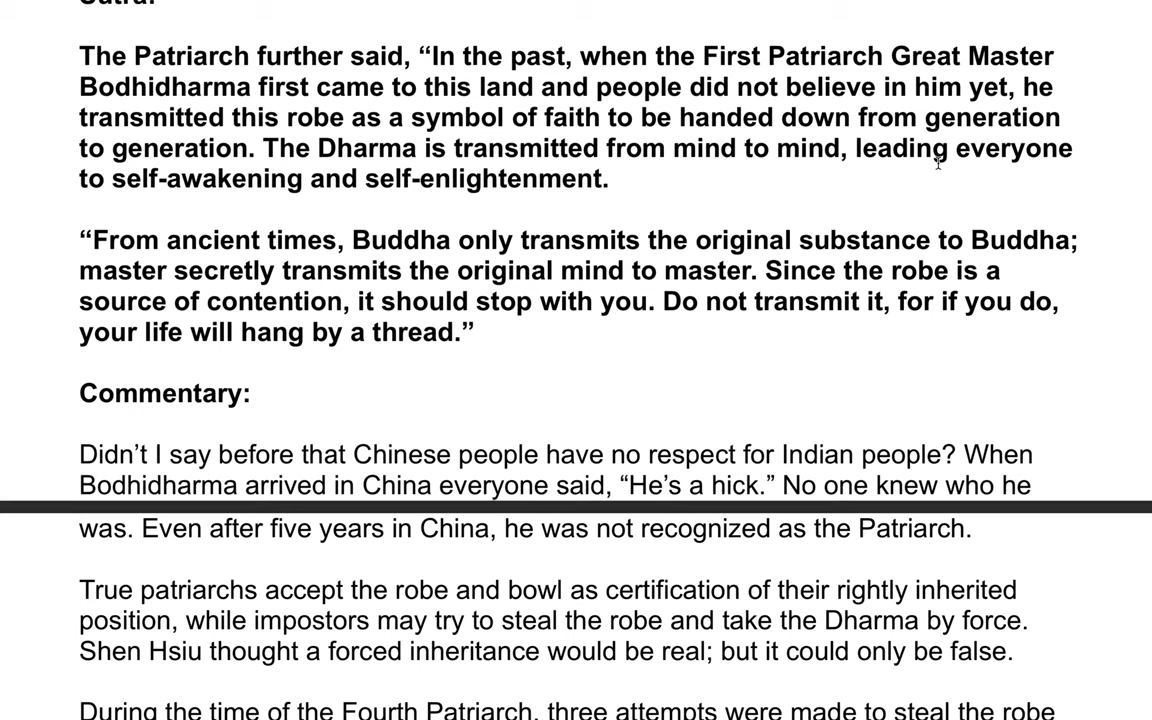 Sutra:
The Patriarch further said, “In the past, when the First Patriarch Great Master
Bodhidharma first came to this land and people did not believe in him yet, he
transmitted this robe as a symbol of faith to be handed down from generation
to generation. The Dharma is transmitted from mind to mind, leading everyone
to self-awakening and self-enlightenment.
“From ancient times, Buddha only transmits the original substance to Buddha;
master secretly transmits the original mind to master. Since the robe is a
source of contention, it should stop with you. Do not transmit it, for if you do,
your life will hang by a thread.”
Commentary:
Didn’t I say before that Chinese people have no respect for Indian people? When
Bodhidharma arrived in China everyone said, “He’s a hick.” No one knew who he
was. Even after five years in China, he was not recognized as the Patriarch.
True patriarchs accept the robe and bowl as certification of their rightly inherited
position, while impostors may try to steal the robe and take the Dharma by force.
Shen Hsiu thought a forced inheritance would be real; but it could only be false.
During the time of the Fourth Patriarch, three attempts were made to steal the robe